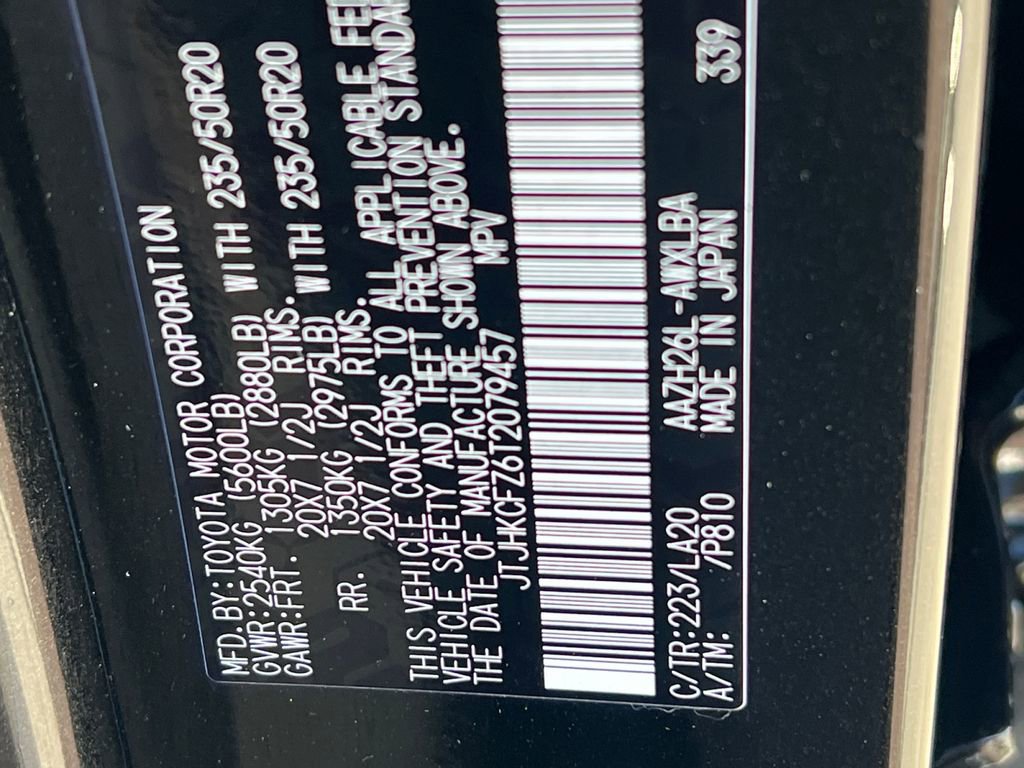 MFD.BY:TOYOTA MOTOR CORPORATION
GVWR:2540KG (5600LB)
GAWR:FRT. 1305KG (2880LB) WITH 235/50R20
20X7 1/2J RIMS.
RR. 1350KG (2975LB) WITH 235/50R20
20X7 1/2J RIMS.
THIS VEHICLE CONFORMS TO ALL APPLICABLE
VEHICLE SAFETY AND THEFT PREVENTION
THE DATE OF MANUFACTURE SHOWN ABOVE.
JTJHKCFZ6T2079457 MPV
C/TR:223/LA20 AAZH26L-AWXLBA
A/TM: /P810 MADE IN JAPAN 339